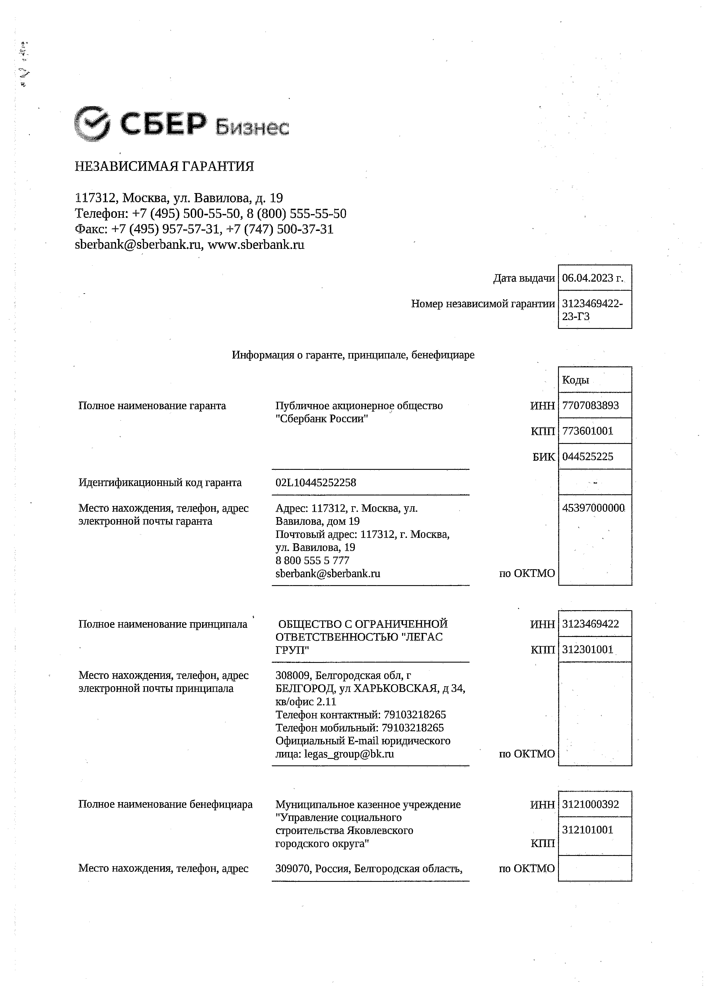 СБЕР Бизнес
НЕЗАВИСИМАЯ ГАРАНТИЯ
117312, Москва, ул. Вавилова, д. 19
Телефон: +7 (495) 500-55-50, 8 (800) 555-55-50
Факс: +7 (495) 957-57-31, +7 (747) 500-37-31
sberbank@sberbank.ru, www.sberbank.ru
Дата выдачи 06.04.2023 г.
Номер независимой гарантии 3123469422-
23-ГЗ
Информация о гаранте, принципале, бенефициаре
Коды
Полное наименование гаранта Публичное акционерное общество ИНН 7707083893
"Сбербанк России"
КПП 773601001
БИК 044525225
Идентификационный код гаранта 02L10445252258 -
Место нахождения, телефон, адрес Адрес: 117312, г. Москва, ул. 45397000000
электронной почты гаранта Вавилова, дом 19
Почтовый адрес: 117312, г. Москва,
ул. Вавилова, 19
8 800 555 5 777
sberbank@sberbank.ru по ОКТМО
Полное наименование принципала ОБЩЕСТВО С ОГРАНИЧЕННОЙ ИНН 3123469422
ОТВЕТСТВЕННОСТЬЮ "ЛЕГАС
ГРУП" КПП 312301001
Место нахождения, телефон, адрес 308009, Белгородская обл, г
электронной почты принципала БЕЛГОРОД, ул ХАРЬКОВСКАЯ, д 34,
кв/офис 2.11
Телефон контактный: 79103218265
Телефон мобильный: 79103218265
Официальный E-mail юридического
лица: legas_group@bk.ru по ОКТМО
Полное наименование бенефициара Муниципальное казенное учреждение ИНН 3121000392
"Управление социального
строительства Яковлевского 312101001
городского округа" КПП
Место нахождения, телефон, адрес 309070, Россия, Белгородская область, по ОКТМО